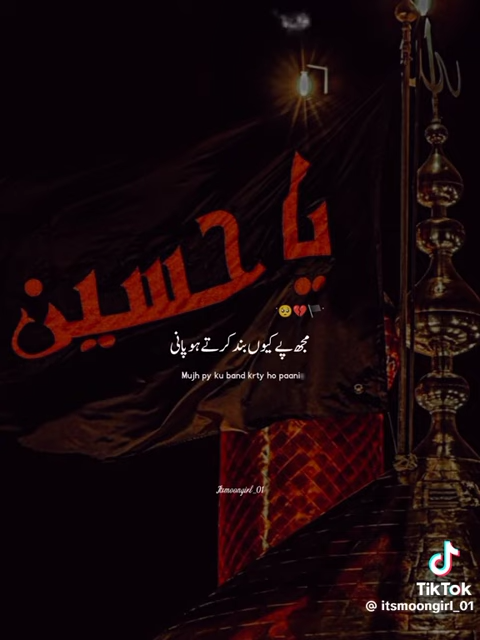 یا حسین
مجھ پے کیوں بند کرتے ہو پانی
Mujh py ku band krty ho paani
Itsmoongirl_01
TikTok
@ itsmoongirl_01